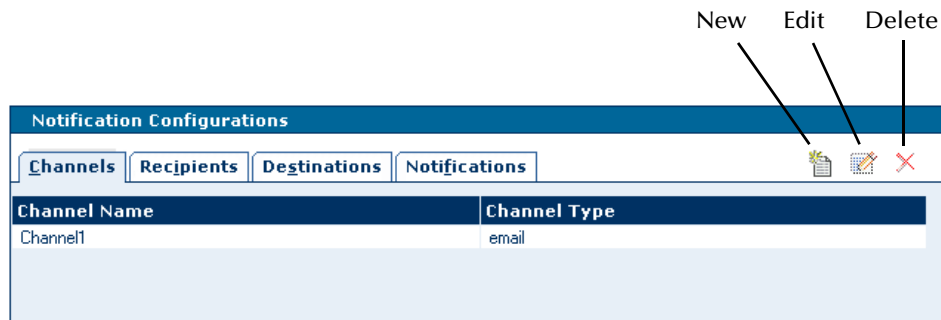 New Edit Delete
Notification Configurations
Channels Recipients Destinations Notifications
Channel Name Channel Type
Channel1 email